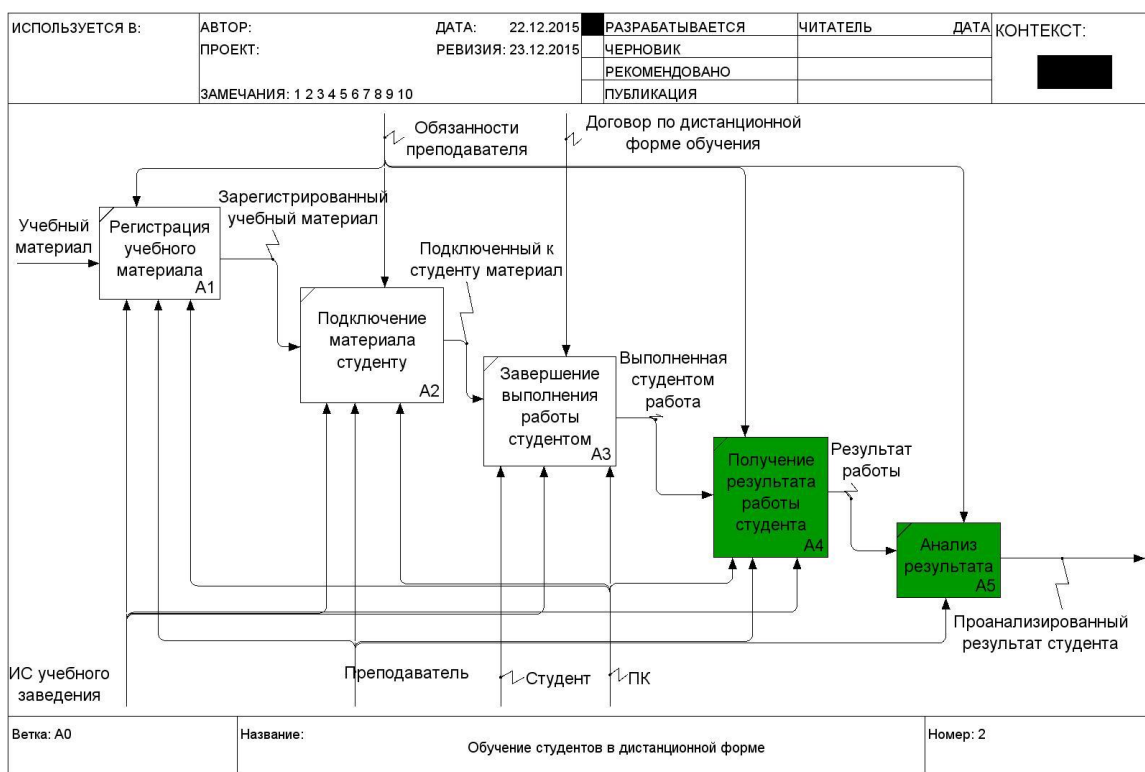 ИСПОЛЬЗУЕТСЯ В:
АВТОР:
ДАТА: 22.12.2015
РАЗРАБАТЫВАЕТСЯ
ЧИТАТЕЛЬ
ДАТА
КОНТЕКСТ:
ПРОЕКТ:
РЕВИЗИЯ: 23.12.2015
ЧЕРНОВИК
РЕКОМЕНДОВАНО
ЗАМЕЧАНИЯ: 1 2 3 4 5 6 7 8 9 10
ПУБЛИКАЦИЯ
Обязанности
преподавателя
Договор по дистанционной
форме обучения
Учебный
материал
Регистрация
учебного
материала
A1
Зарегистрированный
учебный материал
Подключение
материала
студенту
A2
Подключенный к
студенту материал
Завершение
выполнения
работы
студентом
A3
Выполненная
студентом
работа
Получение
результата
работы
студента
A4
Результат
работы
Анализ
результата
A5
Проанализированный
результат студента
ИС учебного
заведения
Преподаватель
Студент
ПК
Ветка: A0
Название:
Обучение студентов в дистанционной форме
Номер: 2